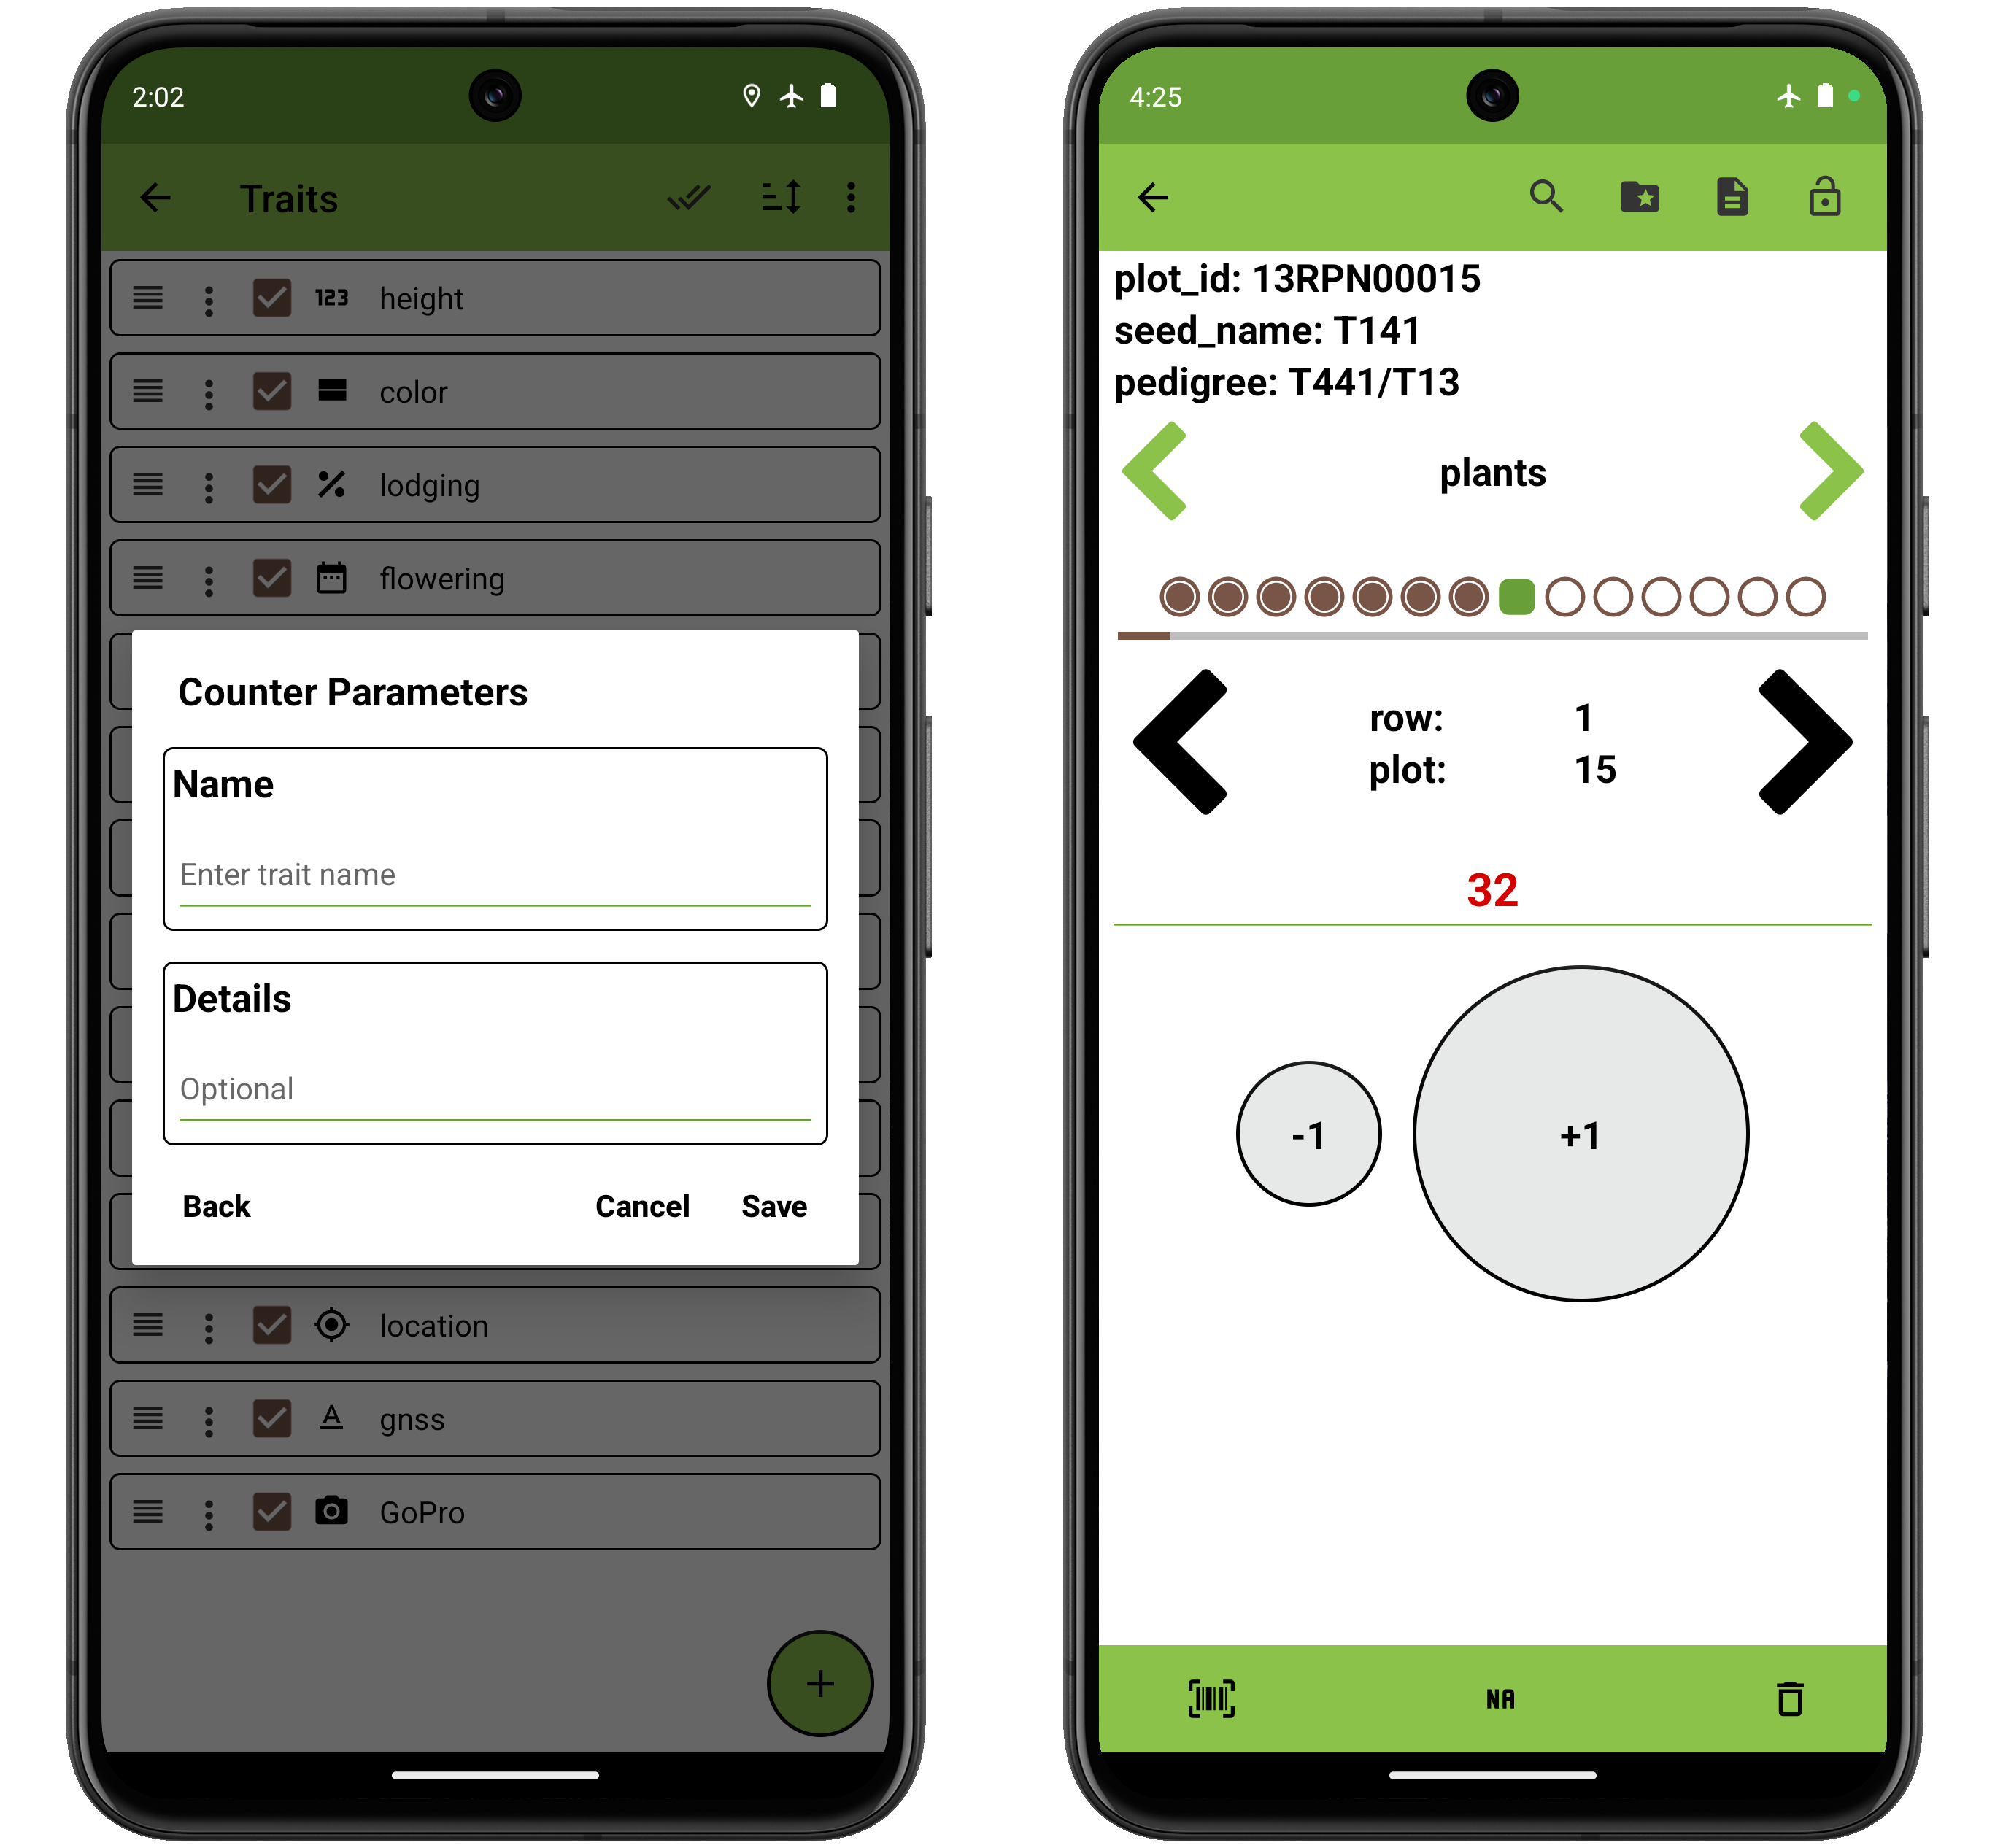 2:02
Traits
123 height
color
lodging
flowering
Counter Parameters
Name
Enter trait name
Details
Optional
Back Cancel Save
location
A gnss
GoPro
+
4:25
plot_id: 13RPN00015
seed_name: T141
pedigree: T441/T13
plants
row: 1
plot: 15
32
-1 +1
NA